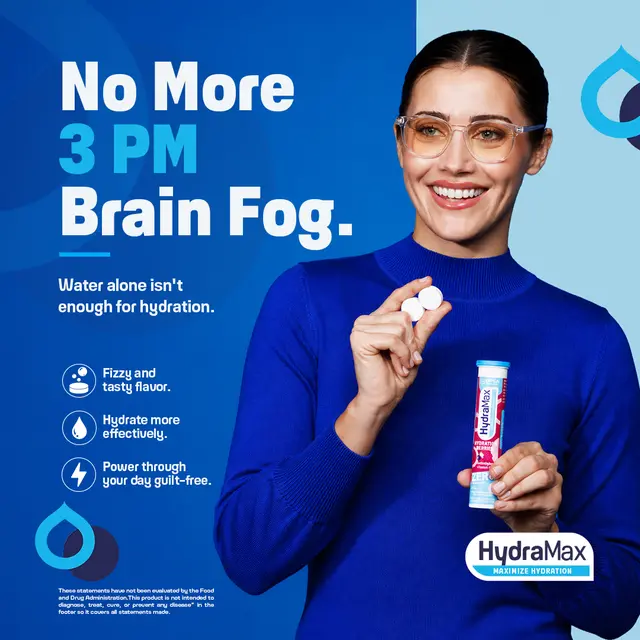 No More
3 PM
Brain Fog.
Water alone isn't
enough for hydration.
Fizzy and
tasty flavor.
Hydrate more
effectively.
Power through
your day guilt-free.
HydraMax
HydraMax
MAXIMIZE HYDRATION
These statements have not been evaluated by the Food
and Drug Administration.This product is not intended to
diagnose, treat, cure, or prevent any disease" in the
footer so it covers all statements made.